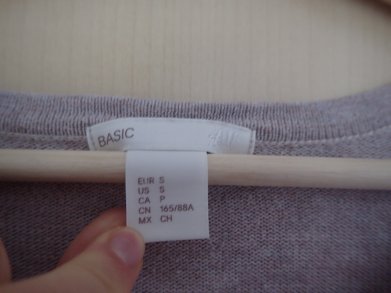 BASIC
EUR S
US S
CA P
CN 165/88A
MX CH